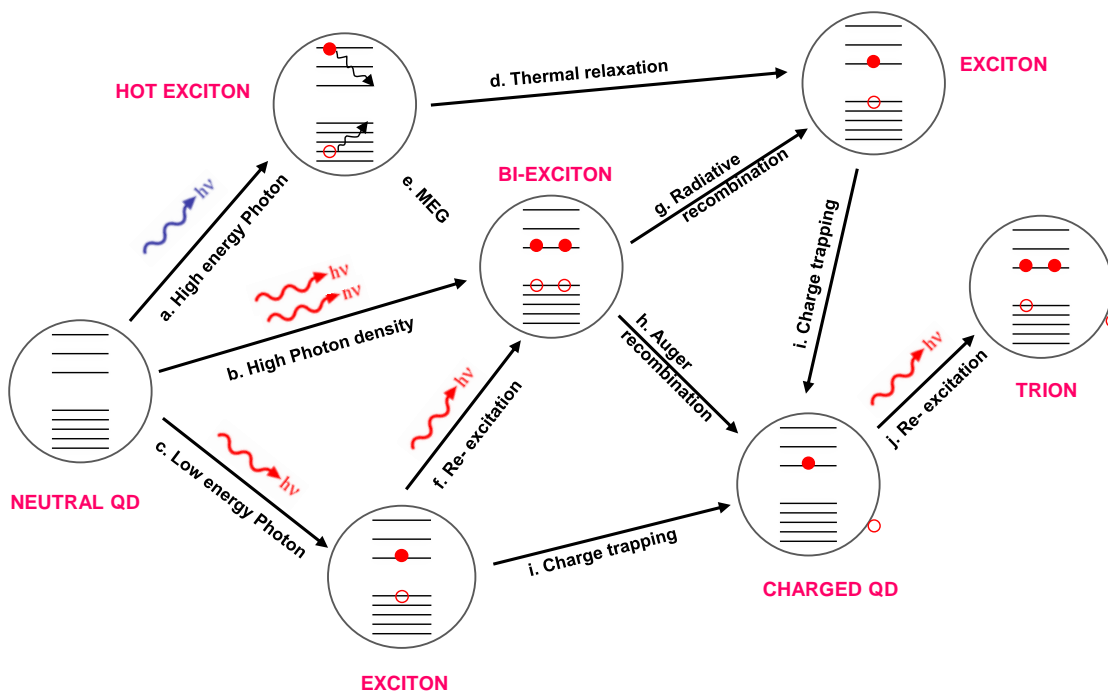 HOT EXCITON
d. Thermal relaxation
EXCITON
hν
a. High energy Photon
e. MEG
BI-EXCITON
g. Radiative
recombination
hν
hν
b. High Photon density
i. Charge trapping
h. Auger
recombination
hν
j. Re- excitation
TRION
NEUTRAL QD
hν
c. Low energy Photon
hν
f. Re- excitation
i. Charge trapping
CHARGED QD
EXCITON